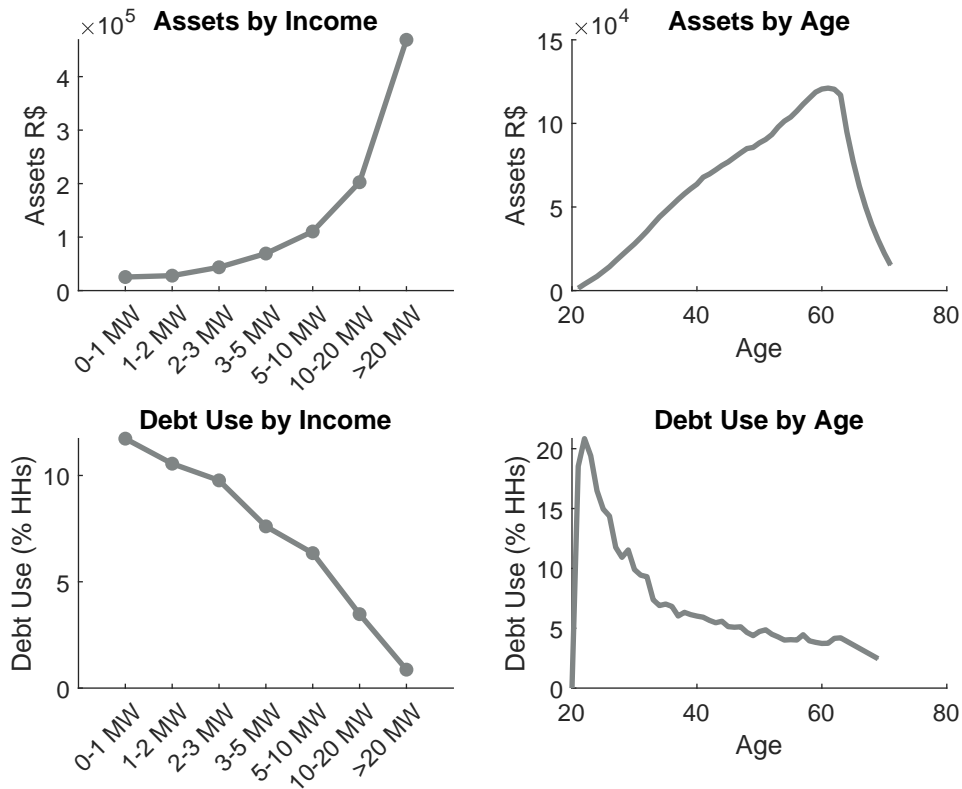 ×10⁵ Assets by Income
Assets R$
4
3
2
1
0
0-1 MW
1-2 MW
2-3 MW
3-5 MW
5-10 MW
10-20 MW
>20 MW
×10⁴ Assets by Age
Assets R$
15
10
5
0
20 40 60 80
Age
Debt Use by Income
Debt Use (% HHs)
10
5
0
0-1 MW
1-2 MW
2-3 MW
3-5 MW
5-10 MW
10-20 MW
>20 MW
Debt Use by Age
Debt Use (% HHs)
20
15
10
5
0
20 40 60 80
Age